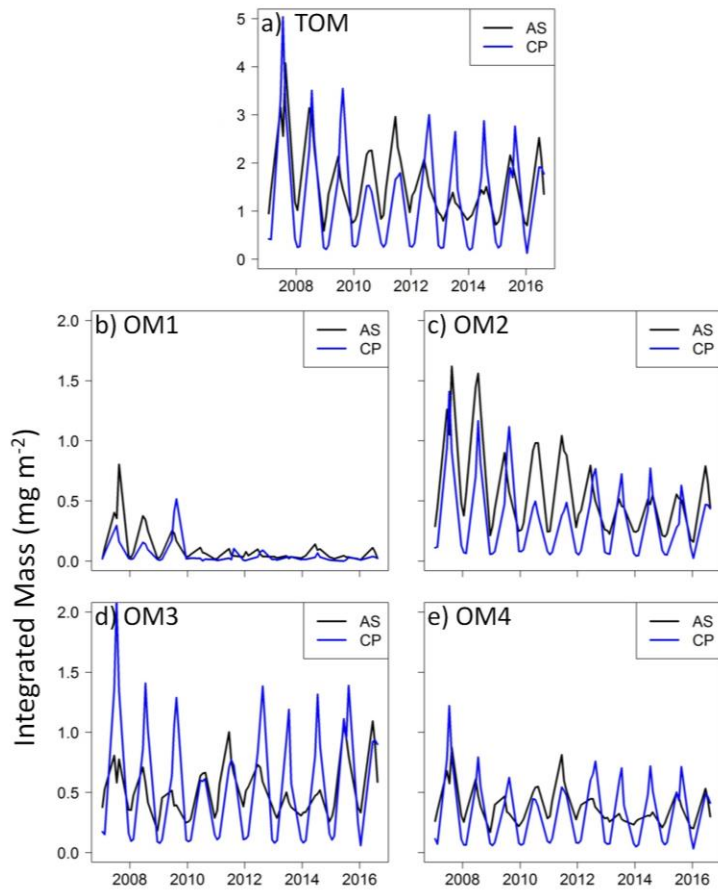 a) TOM
AS
CP
5
4
3
2
1
0
2008 2010 2012 2014 2016
b) OM1
AS
CP
2.0
1.5
1.0
0.5
0.0
c) OM2
AS
CP
d) OM3
AS
CP
2.0
1.5
1.0
0.5
0.0
2008 2010 2012 2014 2016
e) OM4
AS
CP
2008 2010 2012 2014 2016
Integrated Mass (mg m⁻²)